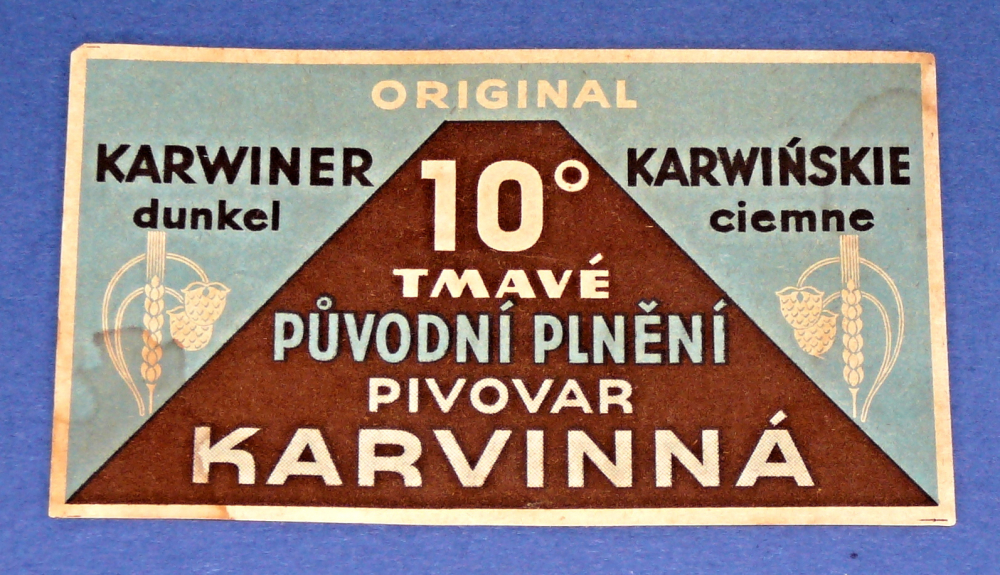 ORIGINAL
KARWINER
dunkel
KARWIŃSKIE
ciemne
10°
TMAVÉ
PŮVODNÍ PLNĚNÍ
PIVOVAR
KARVINNÁ